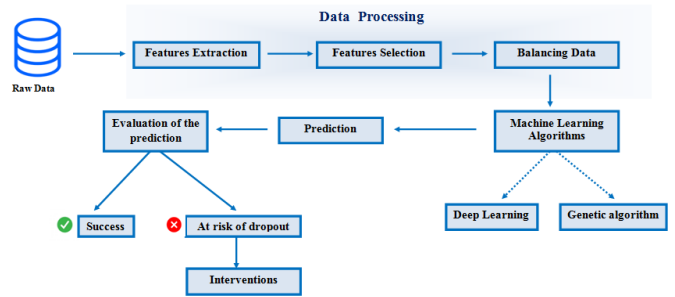 Data Processing
Raw Data
Features Extraction
Features Selection
Balancing Data
Evaluation of the
prediction
Prediction
Machine Learning
Algorithms
Success
At risk of dropout
Deep Learning
Genetic algorithm
Interventions